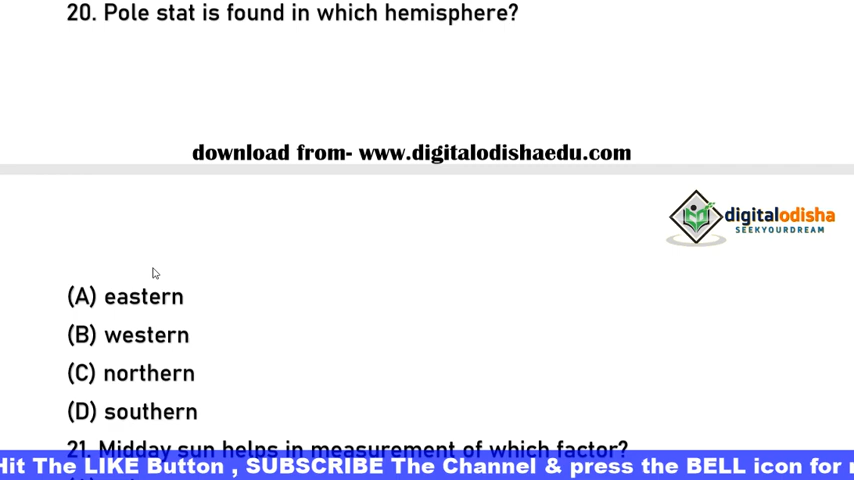 20. Pole stat is found in which hemisphere?
download from- www.digitalodishaedu.com
digitalodisha
SEEKYOURDREAM
(A) eastern
(B) western
(C) northern
(D) southern
21. Midday sun helps in measurement of which factor?
Hit The LIKE Button , SUBSCRIBE The Channel & press the BELL icon for